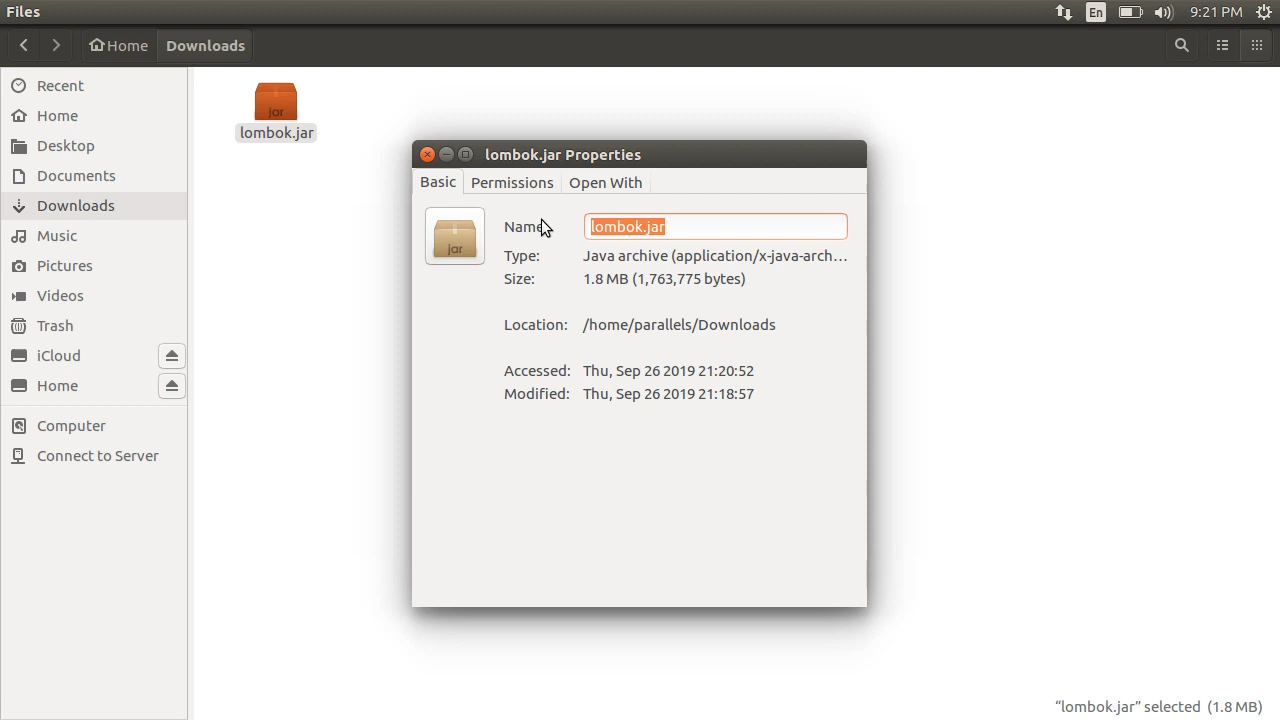 Files
En
9:21 PM
Home
Downloads
Recent
Home
Desktop
Documents
Downloads
Music
Pictures
Videos
Trash
iCloud
Home
Computer
Connect to Server
jar
lombok.jar
lombok.jar Properties
Basic
Permissions
Open With
jar
Name:
lombok.jar
Type: Java archive (application/x-java-arch…
Size: 1.8 MB (1,763,775 bytes)
Location: /home/parallels/Downloads
Accessed: Thu, Sep 26 2019 21:20:52
Modified: Thu, Sep 26 2019 21:18:57
“lombok.jar” selected (1.8 MB)